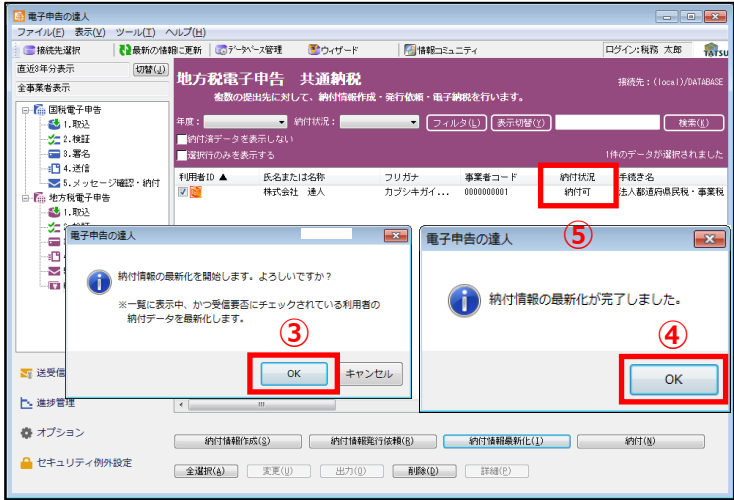 電子申告の達人
ファイル(F) 表示(V) ツール(T) ヘルプ(H)
接続先選択 最新の情報に更新 データベース管理 ウィザード 情報コミュニティ ログイン:税務 太郎 TATSU
直近3年分表示 切替(J)
全事業者表示
国税電子申告
1.取込
2.検証
3.署名
4.送信
5.メッセージ確認・納付
地方税電子申告
1.取込
地方税電子申告 共通納税
接続先:(local)/DATABASE
複数の提出先に対して、納付情報作成・発行依頼・電子納税を行います。
年度: 納付状況: フィルタ(L) 表示切替(Y) 検索(K)
納付済データを表示しない
選択行のみを表示する 1件のデータが選択されました
利用者ID ▲ 氏名または名称 フリガナ 事業者コード 納付状況 手続き名
株式会社 達人 カブシキガイ... 0000000001 納付可 法人都道府県民税・事業税
⑤
電子申告の達人
納付情報の最新化を開始します。よろしいですか?
※一覧に表示中、かつ受信要否にチェックされている利用者の
納付データを最新化します。
③
OK キャンセル
電子申告の達人
納付情報の最新化が完了しました。
④
OK
送受信
進捗管理
オプション
セキュリティ例外設定
納付情報作成(S) 納付情報発行依頼(R) 納付情報最新化(I) 納付(N)
全選択(A) 変更(U) 出力(O) 削除(D) 詳細(P)